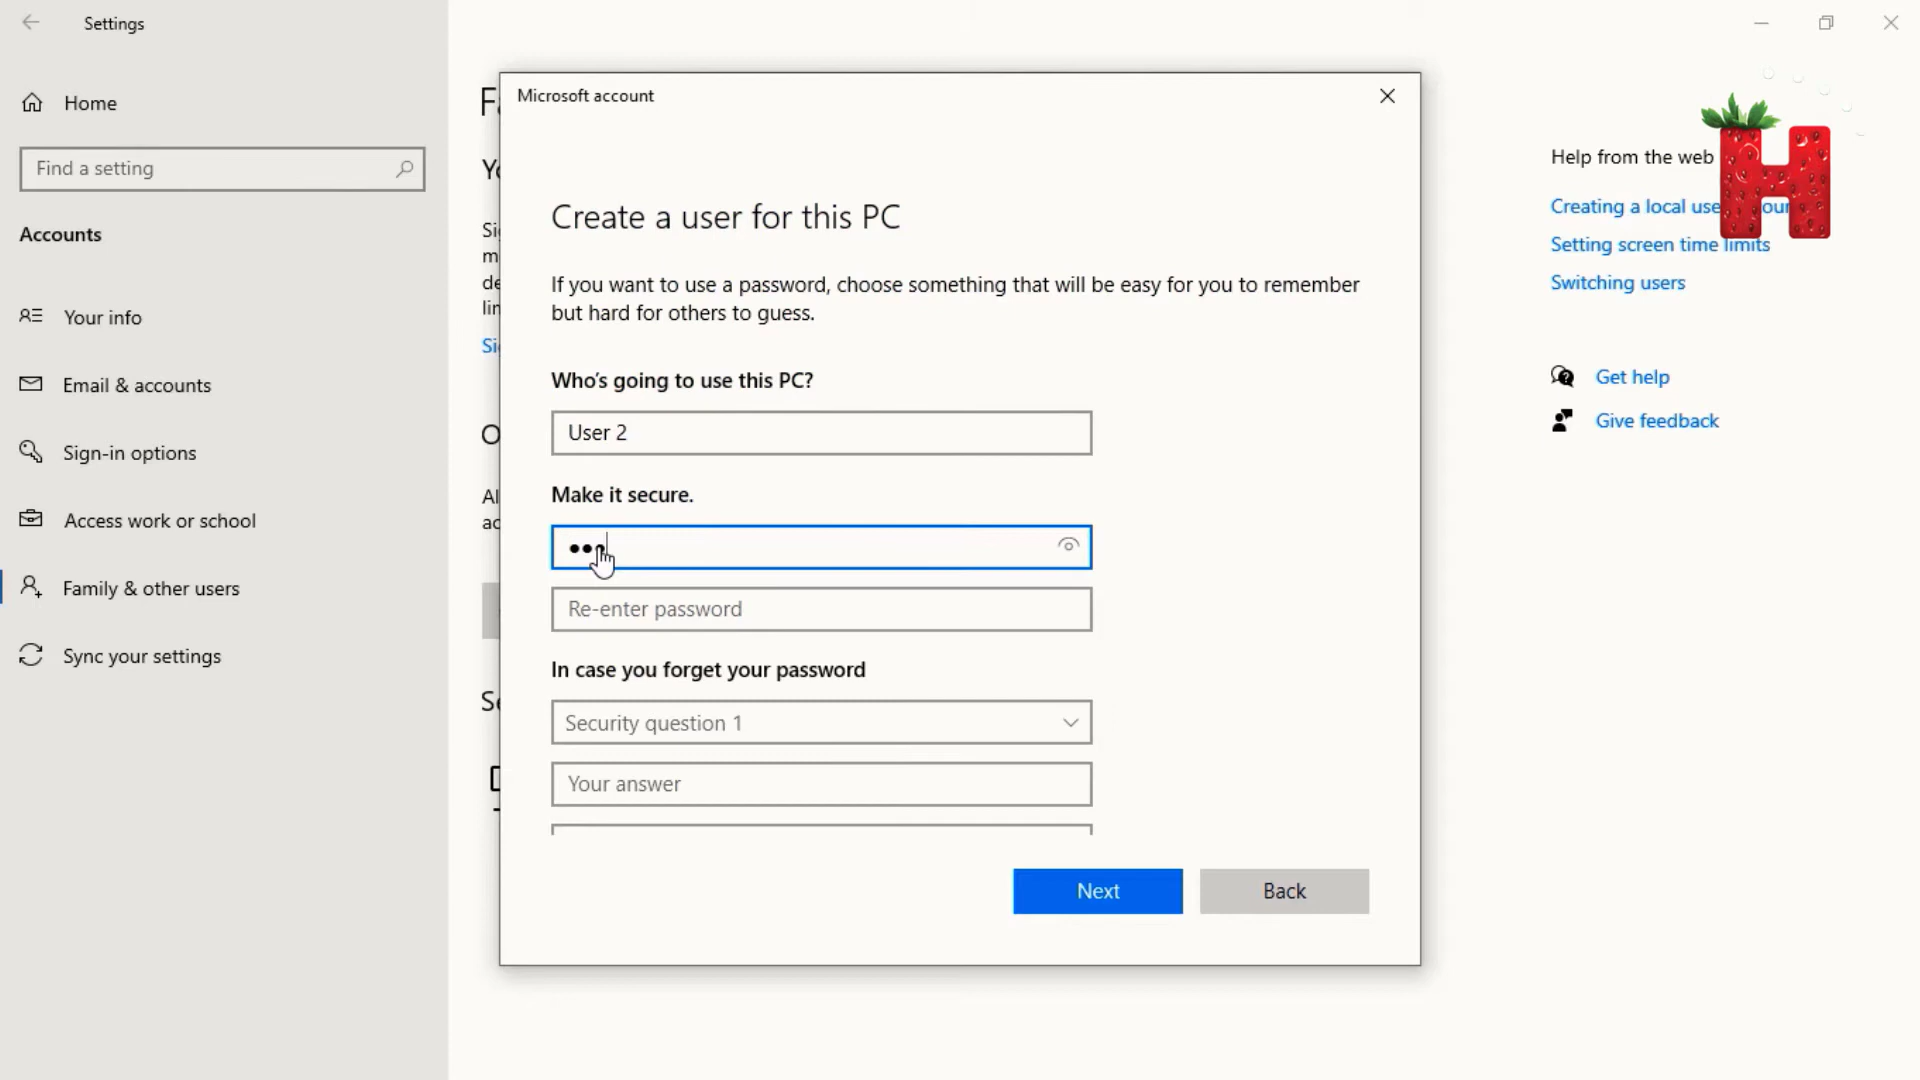 Settings
Home
Find a setting
Accounts
Your info
Email & accounts
Sign-in options
Access work or school
Family & other users
Sync your settings
Microsoft account
Create a user for this PC
If you want to use a password, choose something that will be easy for you to remember
but hard for others to guess.
Who's going to use this PC?
User 2
Make it secure.
Re-enter password
In case you forget your password
Security question 1
Your answer
Next
Back
Help from the web
Creating a local use
Setting screen time limits
Switching users
Get help
Give feedback
H